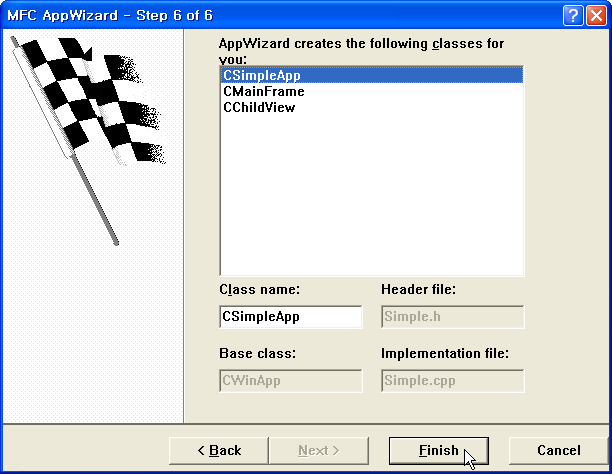 MFC AppWizard - Step 6 of 6
AppWizard creates the following classes for
you:
CSimpleApp
CMainFrame
CChildView
Class name:
Header file:
CSimpleApp
Simple.h
Base class:
Implementation file:
CWinApp
Simple.cpp
< Back
Next >
Finish
Cancel